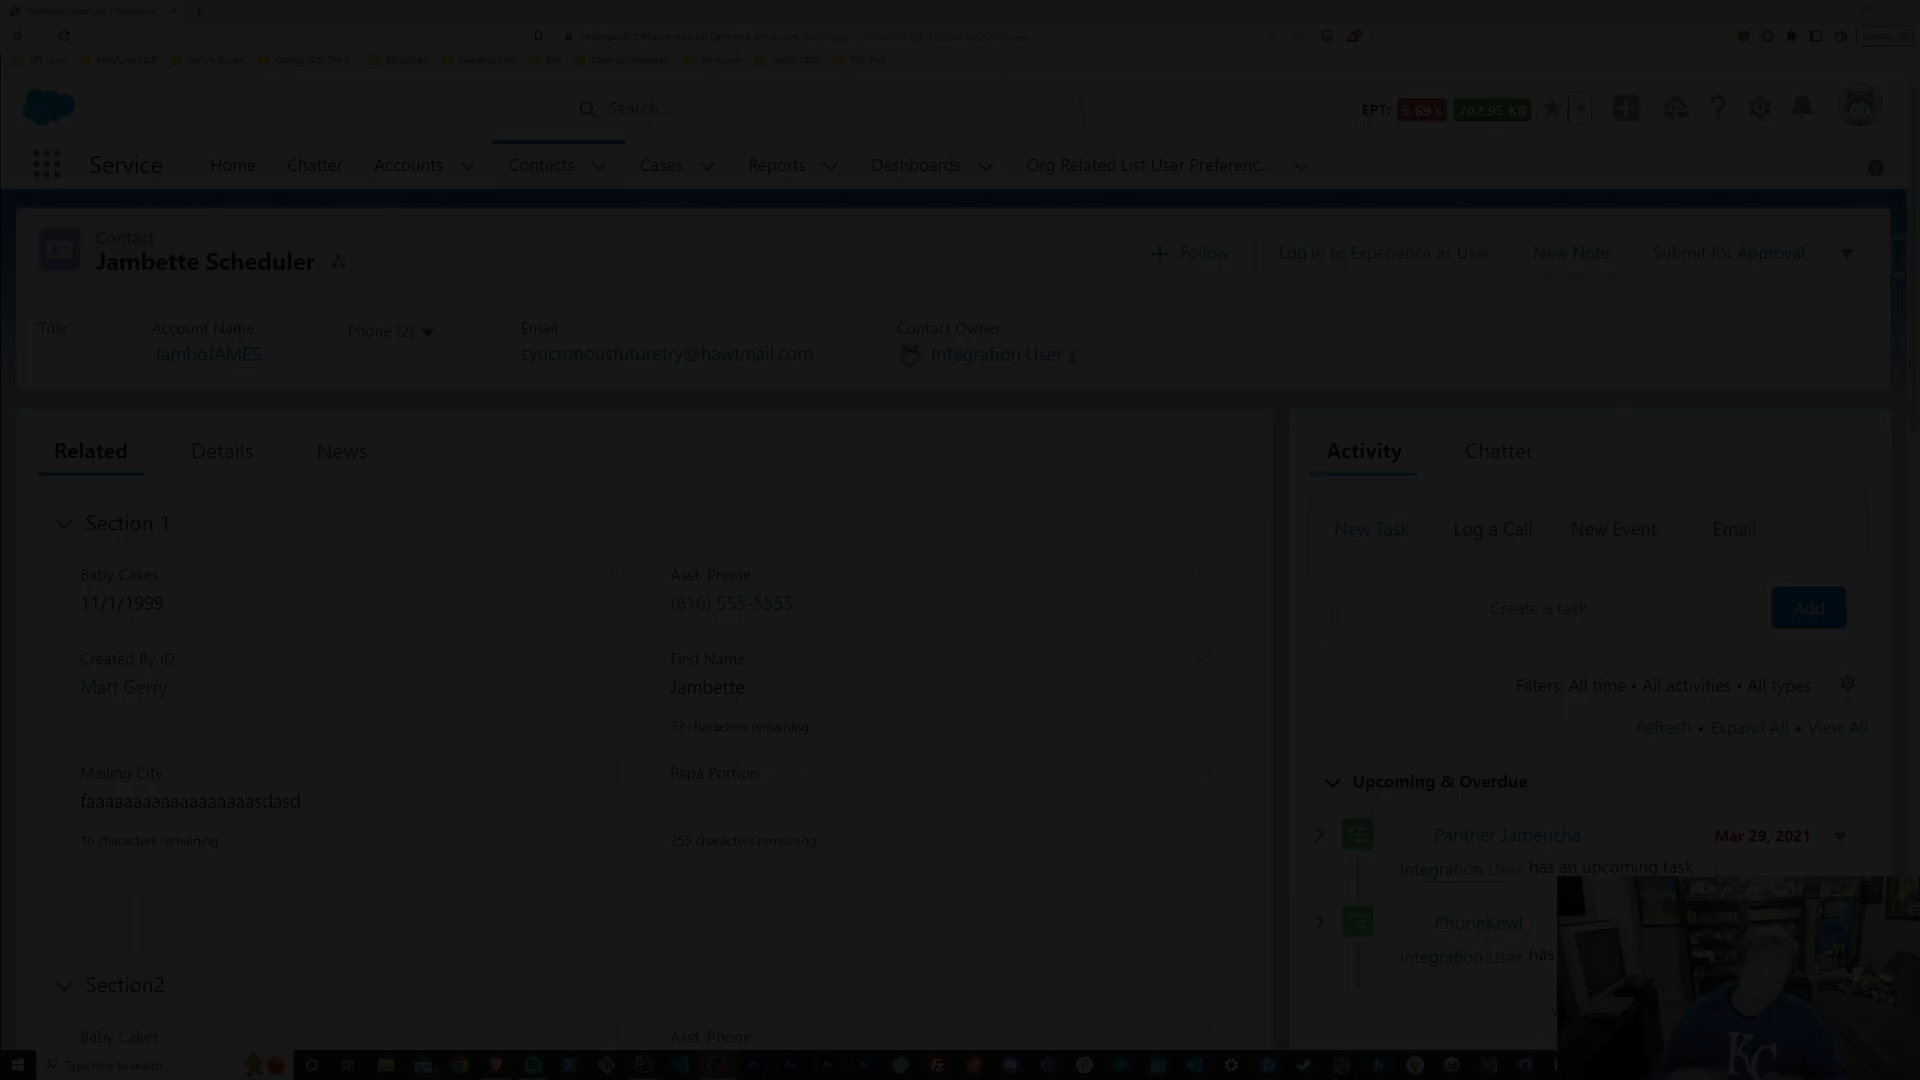 Search...
EPT: 5.69 s 702.95 KB
Service Home Chatter Accounts Contacts Cases Reports Dashboards Org Related List User Preferenc...
Contact
Jambette Scheduler
Follow Log in to Experience as User New Note Submit for Approval
Title Account Name Phone (2) Email Contact Owner
JamboJAMES syncronousfuturetry@hawtmail.com Integration User
Related Details News
Section 1
Baby Cakes Asst. Phone
11/1/1999 (816) 555-5555
Created By ID First Name
Matt Gerry Jambette
32 characters remaining
Mailing City Papa Portion
faaaaaaaaaaaaaaaaaasdasd
16 characters remaining 255 characters remaining
Section2
Baby Cakes Asst. Phone
Activity Chatter
New Task Log a Call New Event Email
Create a task... Add
Filters: All time • All activities • All types
Refresh • Expand All • View All
Upcoming & Overdue
Panther Jamericha Mar 29, 2021
Integration User has an upcoming task
PhoneKewl
Integration User has
Type here to search
KC